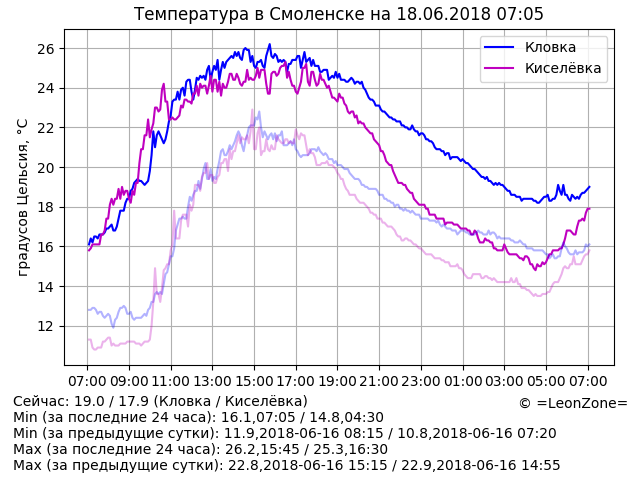 Температура в Смоленске на 18.06.2018 07:05
градусов Цельсия, °C
26
24
22
20
18
16
14
12
Кловка
Киселёвка
07:00 09:00 11:00 13:00 15:00 17:00 19:00 21:00 23:00 01:00 03:00 05:00 07:00
Сейчас: 19.0 / 17.9 (Кловка / Киселёвка)
© =LeonZone=
Min (за последние 24 часа): 16.1,07:05 / 14.8,04:30
Min (за предыдущие сутки): 11.9,2018-06-16 08:15 / 10.8,2018-06-16 07:20
Max (за последние 24 часа): 26.2,15:45 / 25.3,16:30
Max (за предыдущие сутки): 22.8,2018-06-16 15:15 / 22.9,2018-06-16 14:55